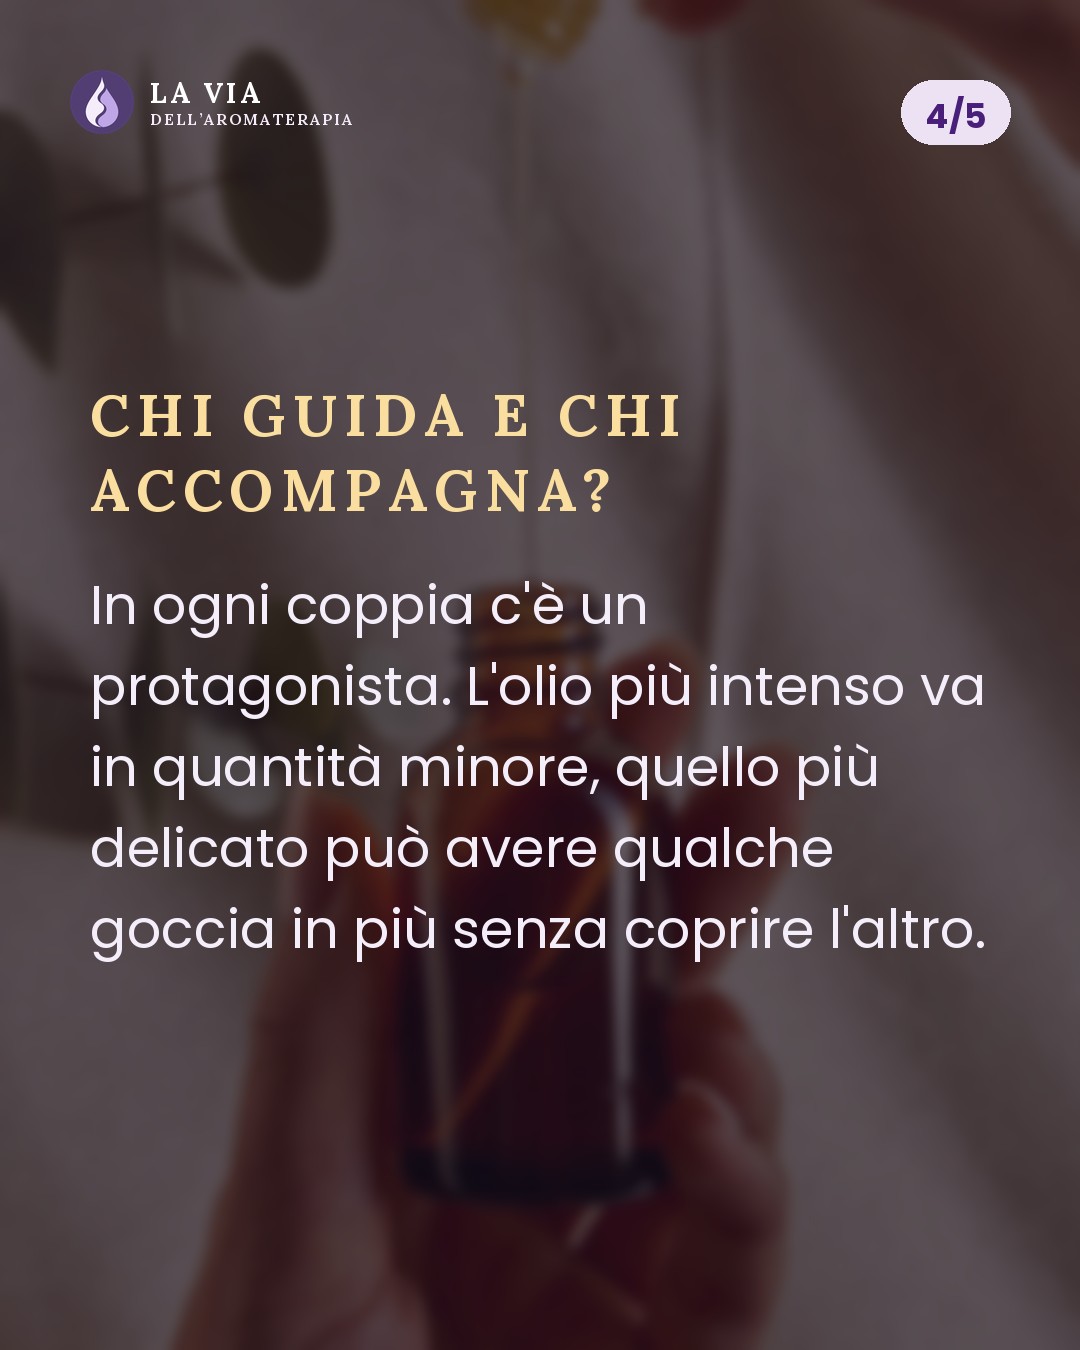 LA VIA
DELL'AROMATERAPIA
4/5
CHI GUIDA E CHI
ACCOMPAGNA?
In ogni coppia c'è un
protagonista. L'olio più intenso va
in quantità minore, quello più
delicato può avere qualche
goccia in più senza coprire l'altro.